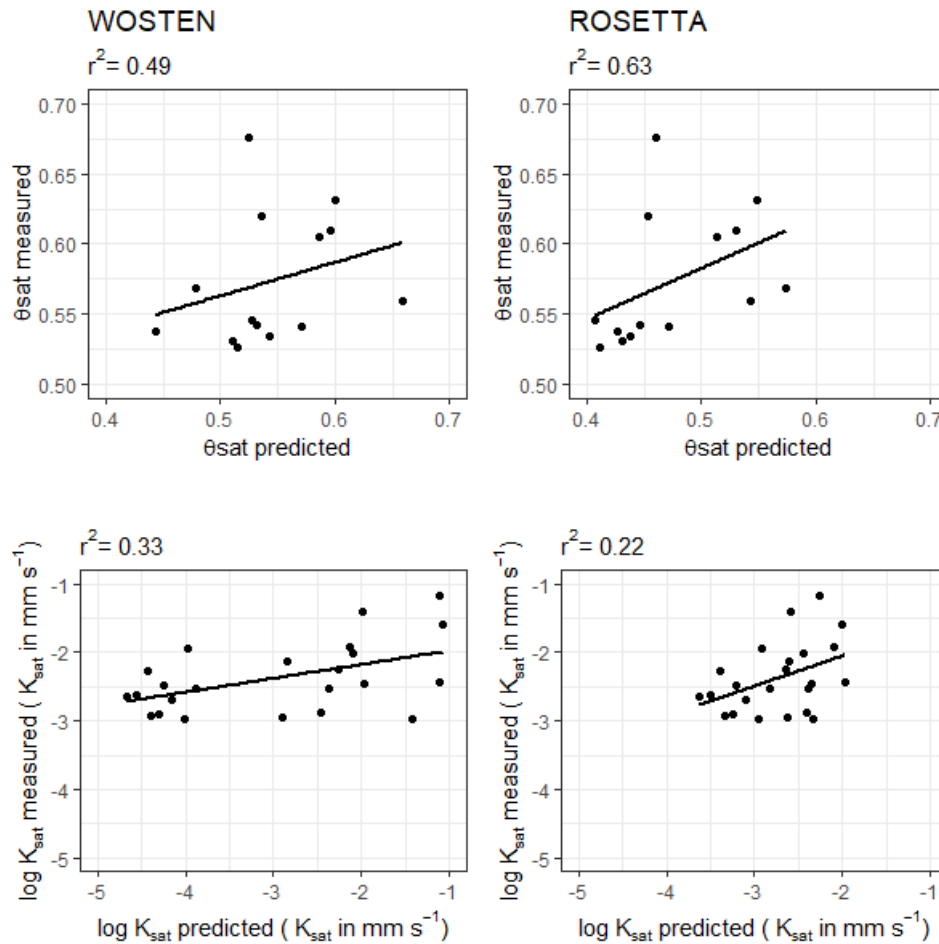 WOSTEN
r²= 0.49
0.70
0.65
0.60
0.55
0.50
θsat measured
0.4 0.5 0.6 0.7
θsat predicted
ROSETTA
r²= 0.63
0.70
0.65
0.60
0.55
0.50
θsat measured
0.4 0.5 0.6 0.7
θsat predicted
r²= 0.33
-1
-2
-3
-4
-5
log Ksat measured ( Ksat in mm s⁻¹)
-5 -4 -3 -2 -1
log Ksat predicted ( Ksat in mm s⁻¹)
r²= 0.22
-1
-2
-3
-4
-5
log Ksat measured ( Ksat in mm s⁻¹)
-5 -4 -3 -2 -1
log Ksat predicted ( Ksat in mm s⁻¹)